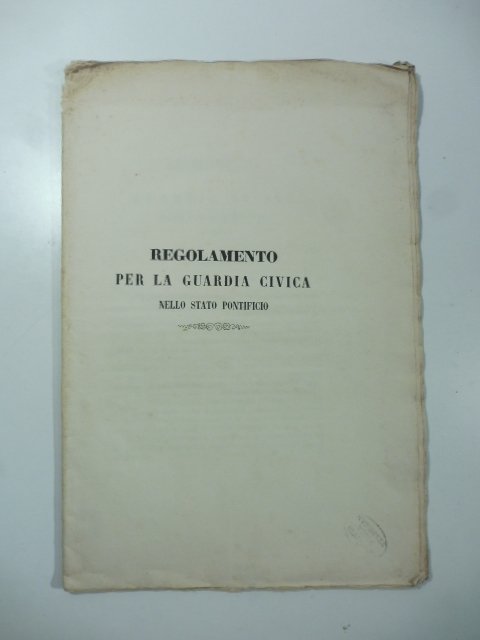 REGOLAMENTO
PER LA GUARDIA CIVICA
NELLO STATO PONTIFICIO